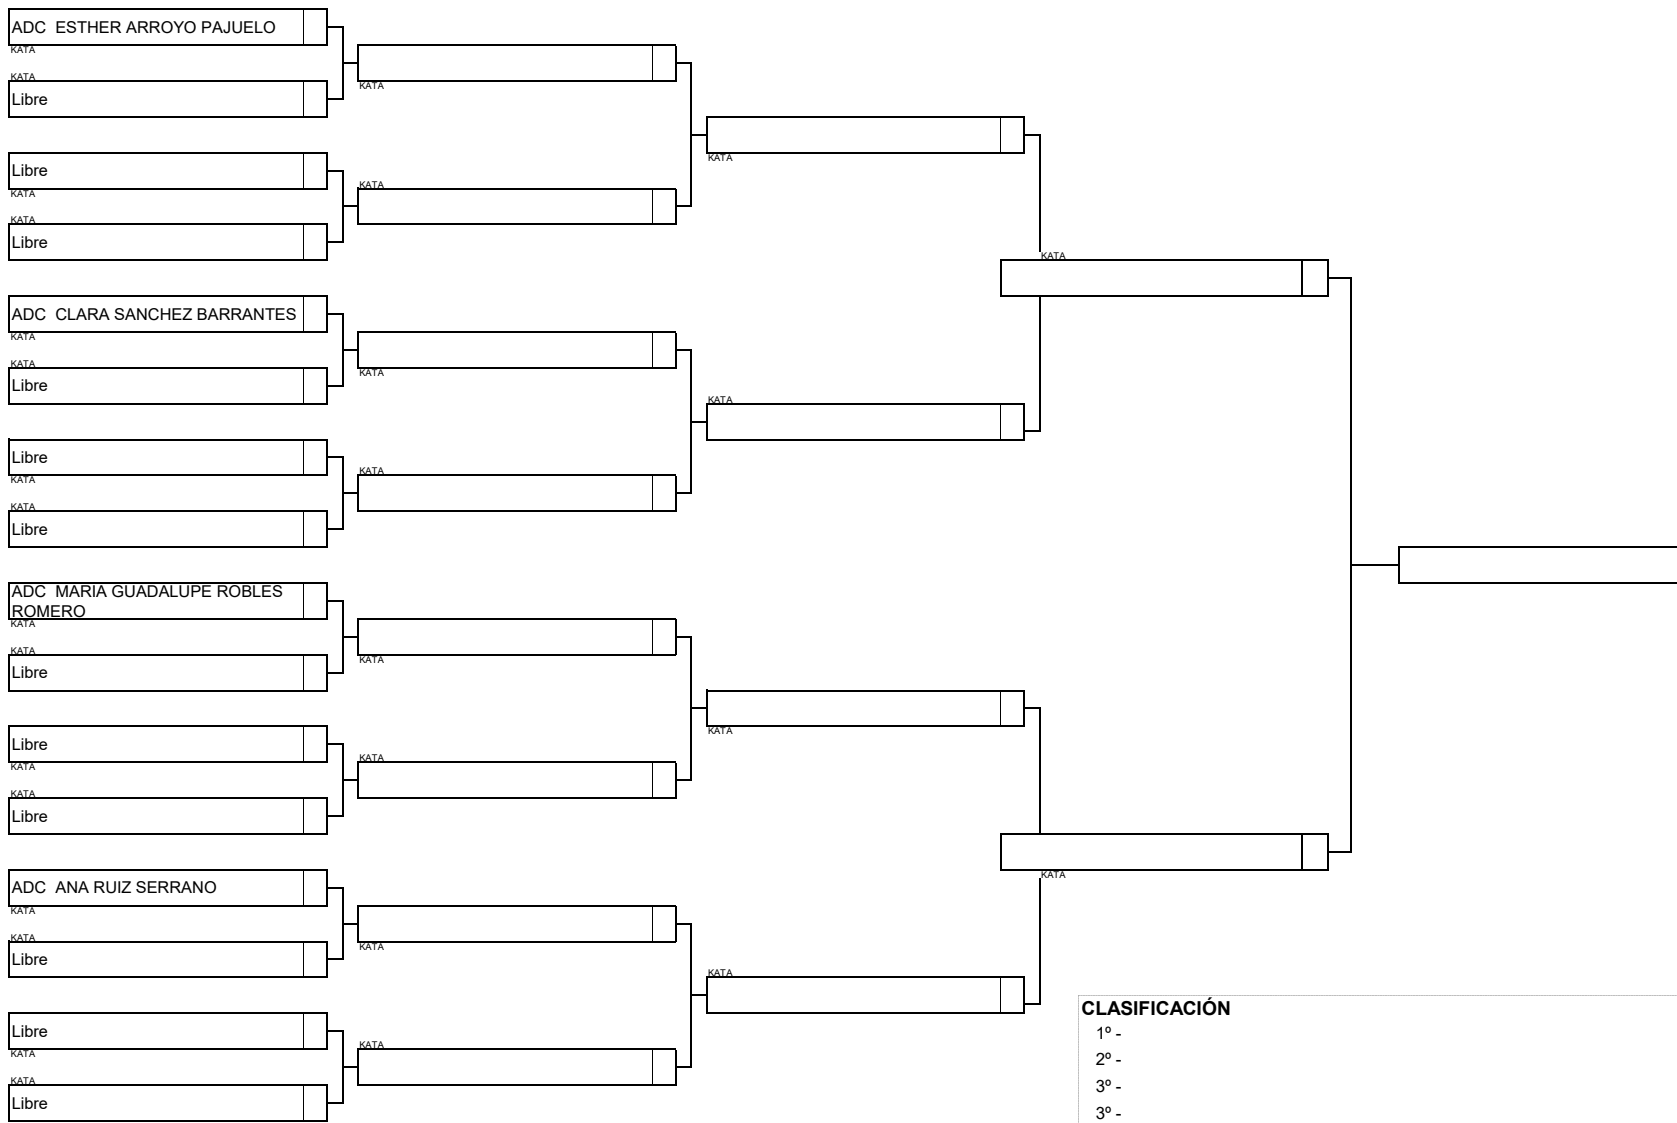 ADC ESTHER ARROYO PAJUELO
KATA
KATA
Libre
KATA
Libre
KATA
KATA
Libre
KATA
KATA
ADC CLARA SANCHEZ BARRANTES
KATA
KATA
Libre
KATA
Libre
KATA
KATA
Libre
KATA
KATA
KATA
ADC MARIA GUADALUPE ROBLES
ROMERO
KATA
KATA
Libre
KATA
Libre
KATA
KATA
Libre
KATA
KATA
ADC ANA RUIZ SERRANO
KATA
KATA
Libre
KATA
Libre
KATA
KATA
Libre
KATA
KATA
KATA
CLASIFICACIÓN
1º -
2º -
3º -
3º -